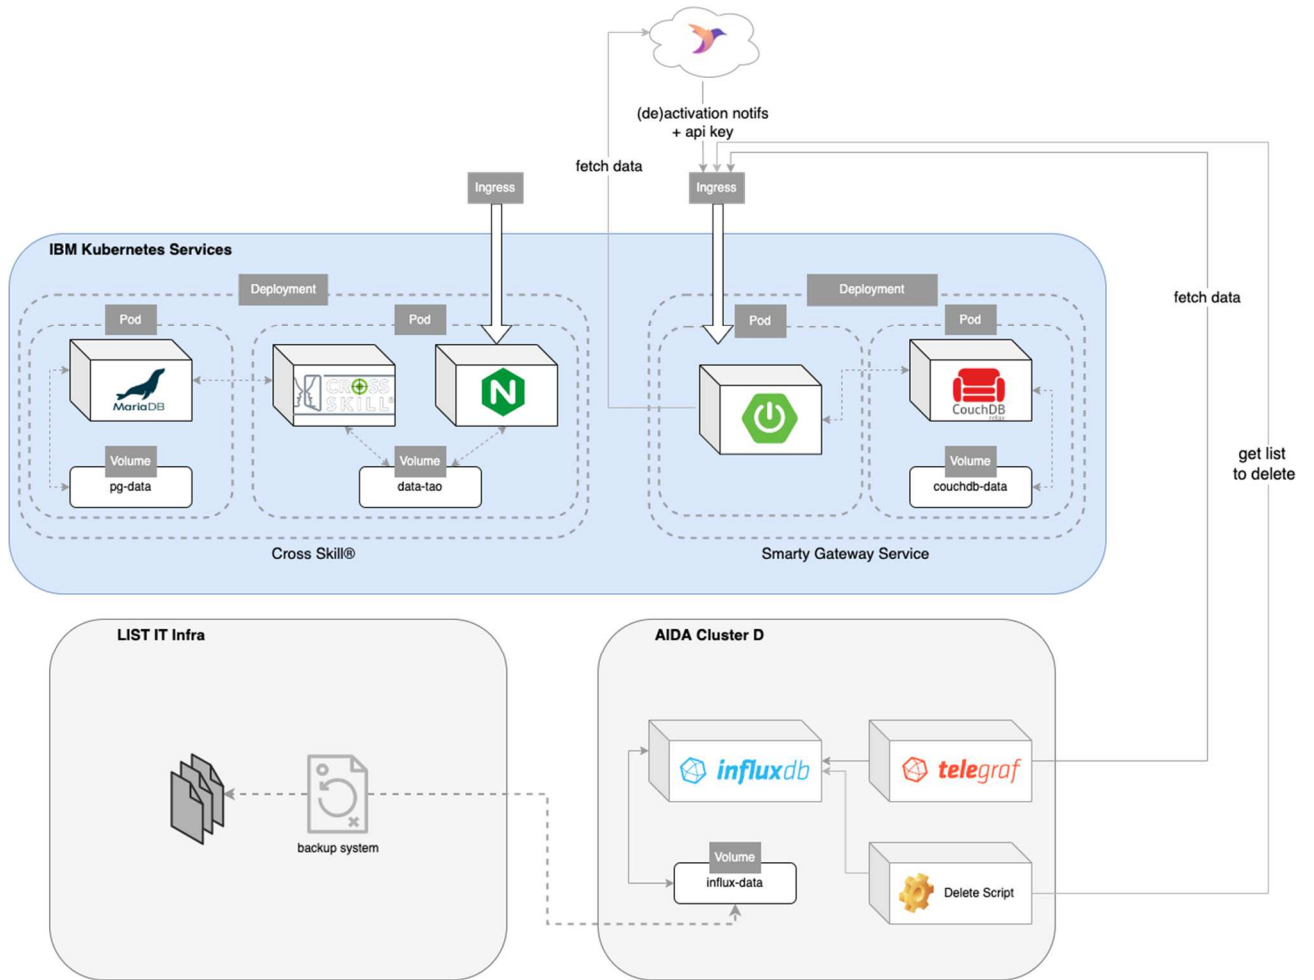 (de)activation notifs
+ api key
fetch data
Ingress
Ingress
IBM Kubernetes Services
Deployment
Deployment
fetch data
Pod
Pod
Pod
Pod
MariaDB
CROSS
SKILL®
N
CouchDB
relax
Volume
pg-data
Volume
data-tao
Volume
couchdb-data
get list
to delete
Cross Skill®
Smarty Gateway Service
LIST IT Infra
AIDA Cluster D
influxdb
telegraf
backup system
Volume
influx-data
Delete Script